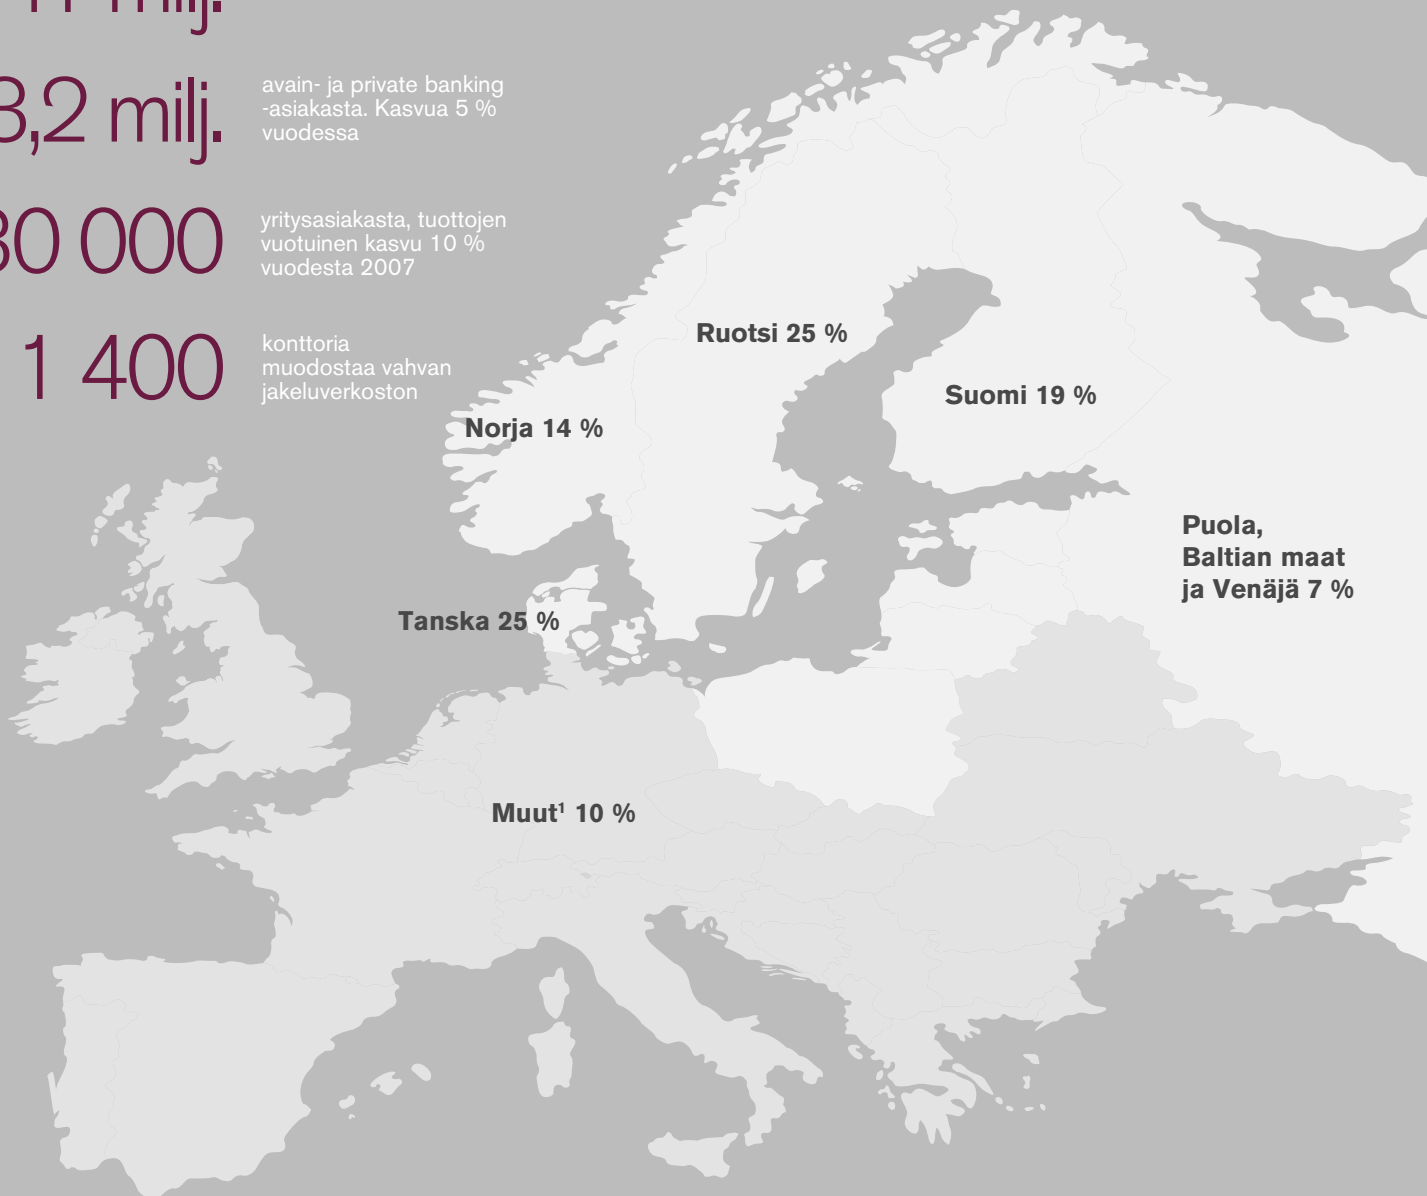 milj.
3,2 milj.
avain- ja private banking
-asiakasta. Kasvua 5 %
vuodessa
000
yritysasiakasta, tuottojen
vuotuinen kasvu 10 %
vuodesta 2007
1 400
konttoria
muodostaa vahvan
jakeluverkoston
Ruotsi 25 %
Suomi 19 %
Norja 14 %
Puola,
Baltian maat
ja Venäjä 7 %
Tanska 25 %
Muut¹ 10 %